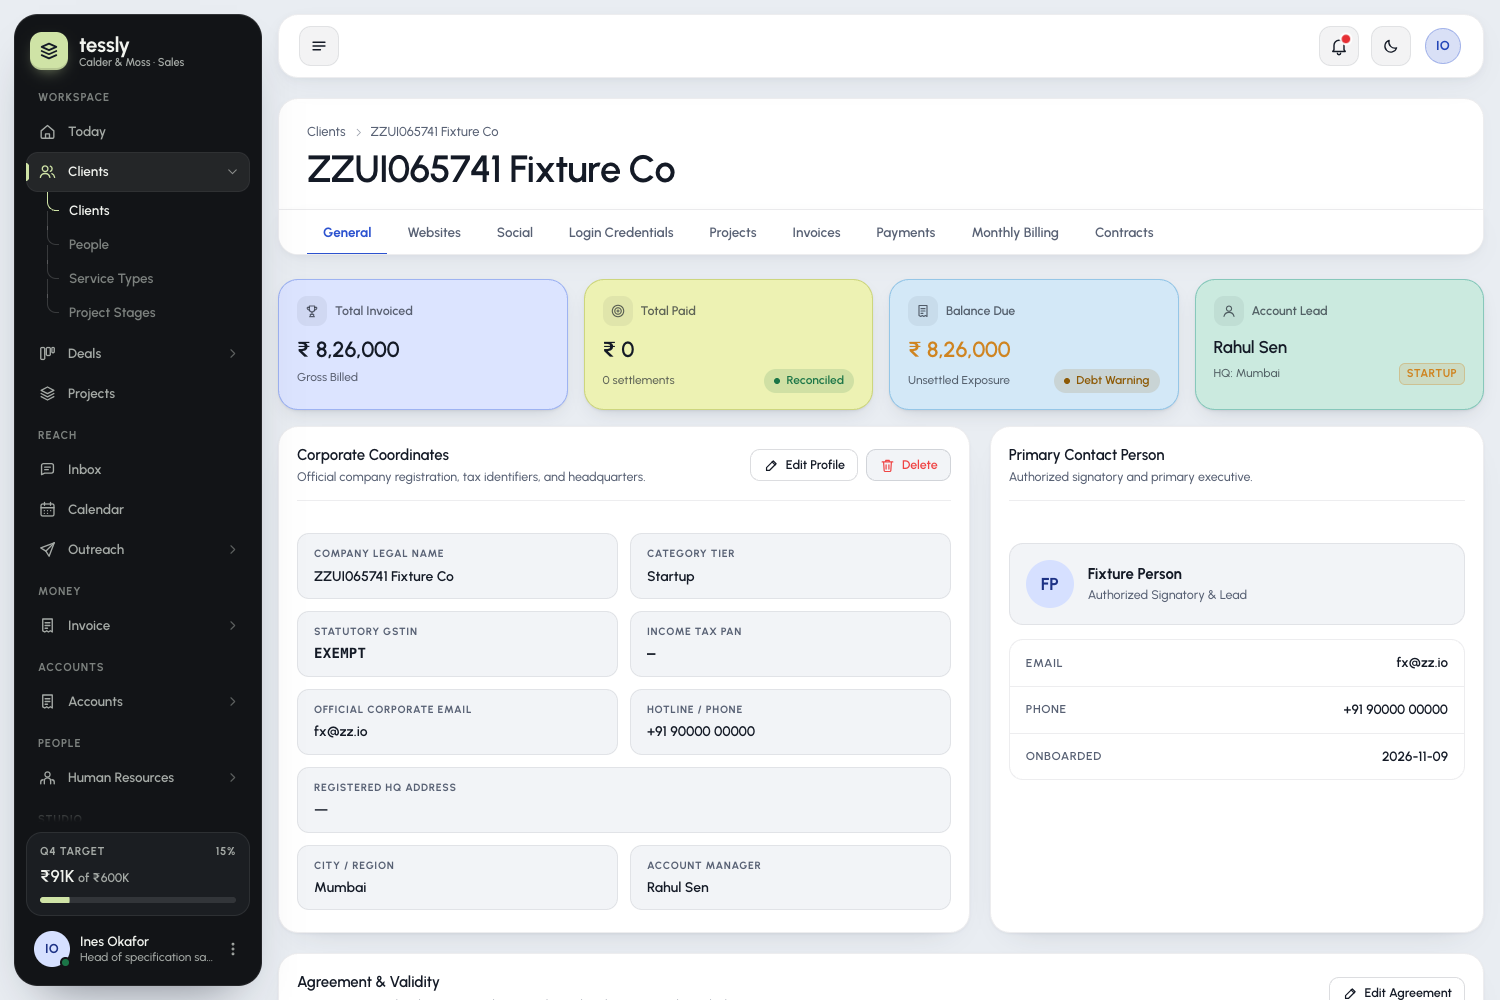 tessly
Calder & Moss · Sales
WORKSPACE
Today
Clients
Clients
People
Service Types
Project Stages
Deals
Projects
REACH
Inbox
Calendar
Outreach
MONEY
Invoice
ACCOUNTS
Accounts
PEOPLE
Human Resources
STUDIO
Q4 TARGET 15%
₹91K of ₹600K
IO
Ines Okafor
Head of specification sa...
IO
Clients > ZZUI065741 Fixture Co
ZZUI065741 Fixture Co
General Websites Social Login Credentials Projects Invoices Payments Monthly Billing Contracts
Total Invoiced
₹ 8,26,000
Gross Billed
Total Paid
₹ 0
0 settlements Reconciled
Balance Due
₹ 8,26,000
Unsettled Exposure Debt Warning
Account Lead
Rahul Sen
HQ: Mumbai STARTUP
Corporate Coordinates
Official company registration, tax identifiers, and headquarters.
Edit Profile Delete
COMPANY LEGAL NAME
ZZUI065741 Fixture Co
CATEGORY TIER
Startup
STATUTORY GSTIN
EXEMPT
INCOME TAX PAN
—
OFFICIAL CORPORATE EMAIL
fx@zz.io
HOTLINE / PHONE
+91 90000 00000
REGISTERED HQ ADDRESS
—
CITY / REGION
Mumbai
ACCOUNT MANAGER
Rahul Sen
Primary Contact Person
Authorized signatory and primary executive.
FP
Fixture Person
Authorized Signatory & Lead
EMAIL fx@zz.io
PHONE +91 90000 00000
ONBOARDED 2026-11-09
Agreement & Validity
Edit Agreement